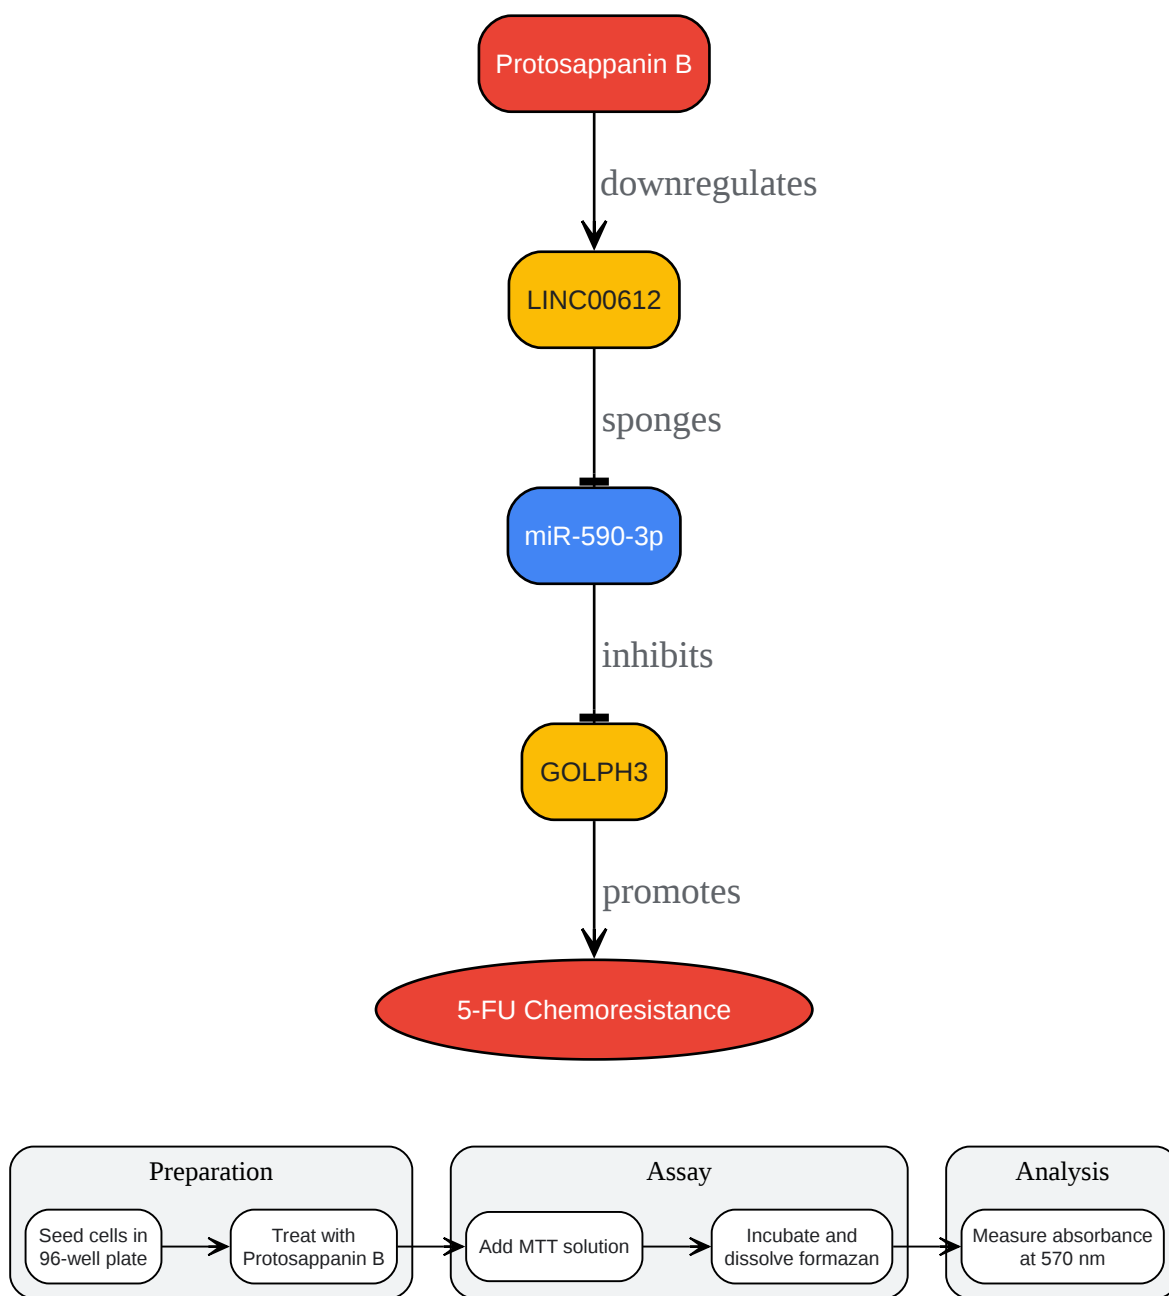 Protosappanin B
downregulates
LINC00612
sponges
miR-590-3p
inhibits
GOLPH3
promotes
5-FU Chemoresistance
Preparation
Seed cells in
96-well plate
Treat with
Protosappanin B
Assay
Add MTT solution
Incubate and
dissolve formazan
Analysis
Measure absorbance
at 570 nm